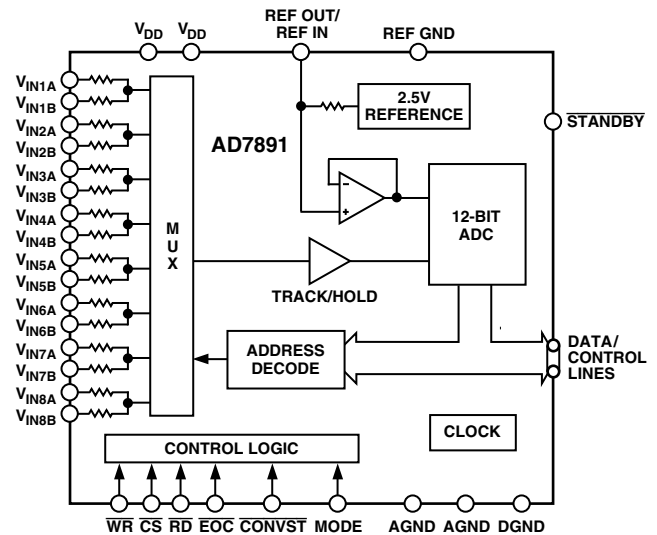 REF OUT/
REF IN
REF GND
VDD
VDD
VIN1A
VIN1B
VIN2A
VIN2B
VIN3A
VIN3B
VIN4A
VIN4B
VIN5A
VIN5B
VIN6A
VIN6B
VIN7A
VIN7B
VIN8A
VIN8B
MUX
AD7891
2.5V
REFERENCE
STANDBY
-
+
12-BIT
ADC
TRACK/HOLD
ADDRESS
DECODE
DATA/
CONTROL
LINES
CLOCK
CONTROL LOGIC
WR CS RD EOC CONVST MODE AGND AGND DGND